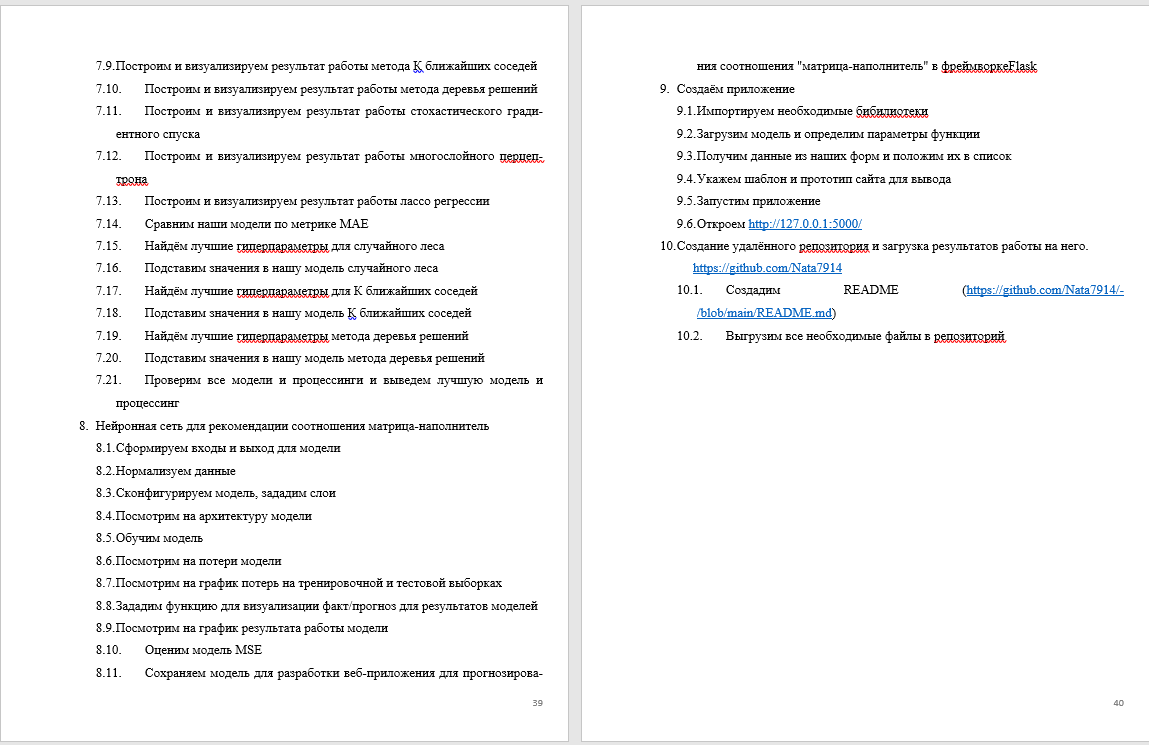 7.9.Построим и визуализируем результат работы метода К ближайших соседей
7.10. Построим и визуализируем результат работы метода деревья решений
7.11. Построим и визуализируем результат работы стохастического гради-
ентного спуска
7.12. Построим и визуализируем результат работы многослойного перцеп-
трона
7.13. Построим и визуализируем результат работы лассо регрессии
7.14. Сравним наши модели по метрике МАЕ
7.15. Найдём лучшие гиперпараметры для случайного леса
7.16. Подставим значения в нашу модель случайного леса
7.17. Найдём лучшие гиперпараметры для К ближайших соседей
7.18. Подставим значения в нашу модель К ближайших соседей
7.19. Найдём лучшие гиперпараметры метода деревья решений
7.20. Подставим значения в нашу модель метода деревья решений
7.21. Проверим все модели и процессинги и выведем лучшую модель и
процессинг
8. Нейронная сеть для рекомендации соотношения матрица-наполнитель
8.1.Сформируем входы и выход для модели
8.2.Нормализуем данные
8.3.Сконфигурируем модель, зададим слои
8.4.Посмотрим на архитектуру модели
8.5.Обучим модель
8.6.Посмотрим на потери модели
8.7.Посмотрим на график потерь на тренировочной и тестовой выборках
8.8.Зададим функцию для визуализации факт/прогноз для результатов моделей
8.9.Посмотрим на график результата работы модели
8.10. Оценим модель MSE
8.11. Сохраняем модель для разработки веб-приложения для прогнозирова-
39
ния соотношения "матрица-наполнитель" в фреймворкеFlask
9. Создаём приложение
9.1.Импортируем необходимые бибилиотеки
9.2.Загрузим модель и определим параметры функции
9.3.Получим данные из наших форм и положим их в список
9.4.Укажем шаблон и прототип сайта для вывода
9.5.Запустим приложение
9.6.Откроем http://127.0.0.1:5000/
10.Создание удалённого репозитория и загрузка результатов работы на него.
https://github.com/Nata7914
10.1. Создадим README (https://github.com/Nata7914/-
/blob/main/README.md)
10.2. Выгрузим все необходимые файлы в репозиторий
40